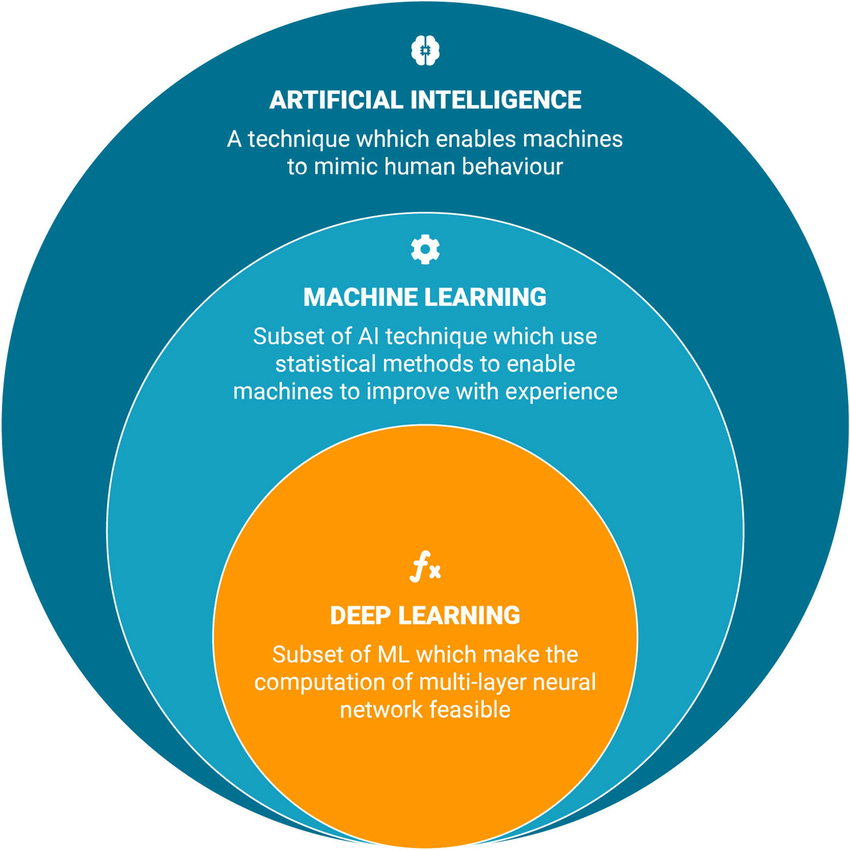 ARTIFICIAL INTELLIGENCE
A technique whhich enables machines
to mimic human behaviour
MACHINE LEARNING
Subset of AI technique which use
statistical methods to enable
machines to improve with experience
fx
DEEP LEARNING
Subset of ML which make the
computation of multi-layer neural
network feasible